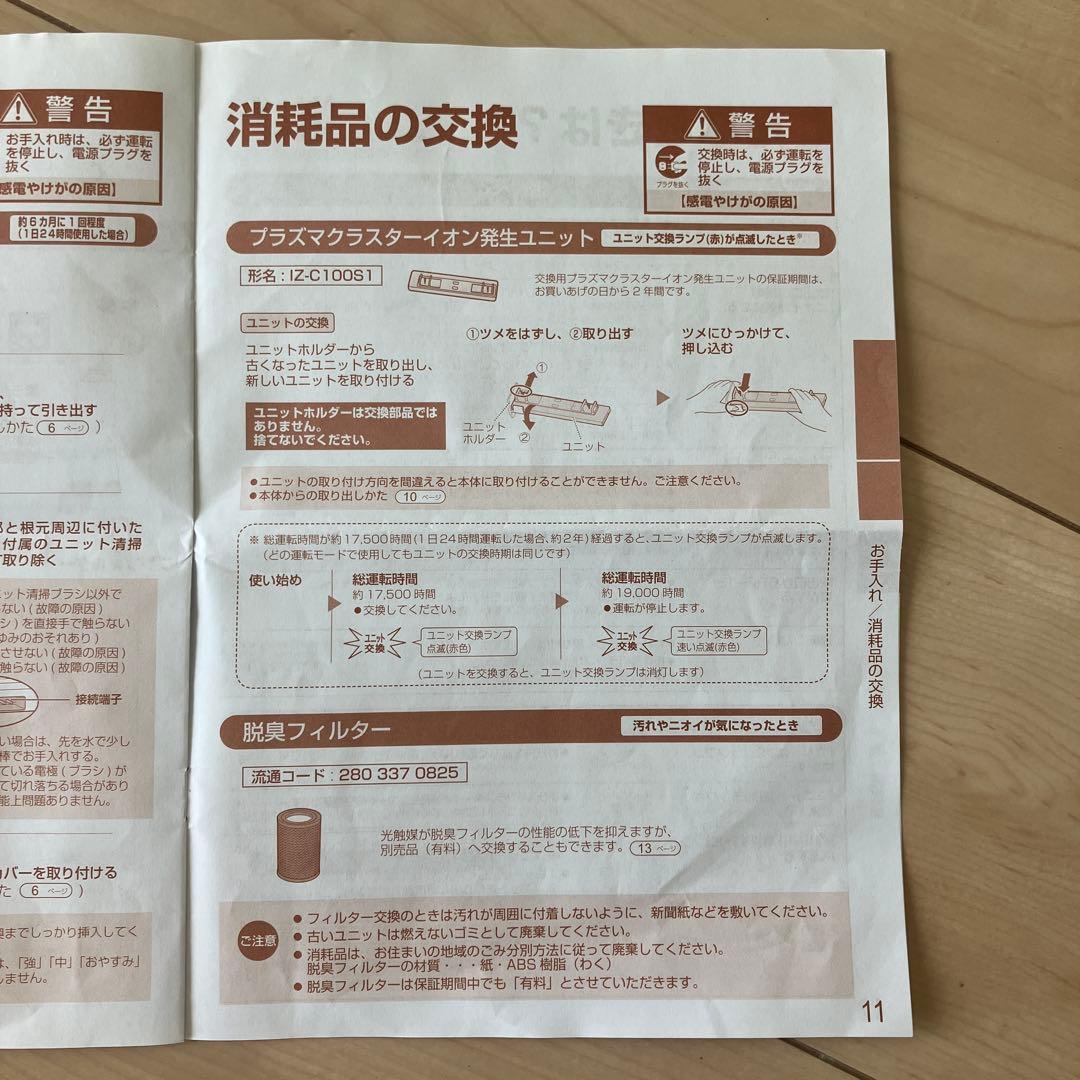 警告
お手入れ時は、必ず運転
を停止し、電源プラグを
抜く
感電やけがの原因】
約6カ月に1回程度
(1日24時間使用した場合)
持って引き出す
しかた 6 ページ )
部と根元周辺に付いた
付属のユニット清掃
取り除く
ニット清掃ブラシ以外で
ない(故障の原因)
シ)を直接手で触らない
ゆみのおそれあり)
させない(故障の原因)
触らない(故障の原因)
接続端子
い場合は、先を水で少し
棒でお手入れする。
ている電極(ブラシ)が
て切れ落ちる場合があり
能上問題ありません。
カバーを取り付ける
た 6 ページ )
奥までしっかり挿入してく
は、「強」「中」「おやすみ」
しません。
消耗品の交換
警告
プラグを抜く
交換時は、必ず運転を
停止し、電源プラグを
抜く
【感電やけがの原因】
プラズマクラスターイオン発生ユニット ユニット交換ランプ(赤)が点滅したとき※
形名:IZ-C100S1
交換用プラズマクラスターイオン発生ユニットの保証期間は、
お買いあげの日から2年間です。
ユニットの交換
ユニットホルダーから
古くなったユニットを取り出し、
新しいユニットを取り付ける
ユニットホルダーは交換部品では
ありません。
捨てないでください。
①ツメをはずし、②取り出す
①
②
ユニット
ホルダー
ユニット
ツメにひっかけて、
押し込む
●ユニットの取り付け方向を間違えると本体に取り付けることができません。ご注意ください。
●本体からの取り出しかた 10 ページ
※ 総運転時間が約17,500時間(1日24時間運転した場合、約2年)経過すると、ユニット交換ランプが点滅します。
(どの運転モードで使用してもユニットの交換時期は同じです)
使い始め
総運転時間
約17,500時間
●交換してください。
ユニット
交換
ユニット交換ランプ
点滅(赤色)
総運転時間
約19,000時間
●運転が停止します。
ユニット
交換
ユニット交換ランプ
速い点滅(赤色)
(ユニットを交換すると、ユニット交換ランプは消灯します)
脱臭フィルター 汚れやニオイが気になったとき
流通コード:280 337 0825
光触媒が脱臭フィルターの性能の低下を抑えますが、
別売品(有料)へ交換することもできます。 13 ページ
ご注意
● フィルター交換のときは汚れが周囲に付着しないように、新聞紙などを敷いてください。
● 古いユニットは燃えないゴミとして廃棄してください。
● 消耗品は、お住まいの地域のごみ分別方法に従って廃棄してください。
脱臭フィルターの材質・・・紙・ABS樹脂(わく)
● 脱臭フィルターは保証期間中でも「有料」とさせていただきます。
お手入れ/消耗品の交換
11